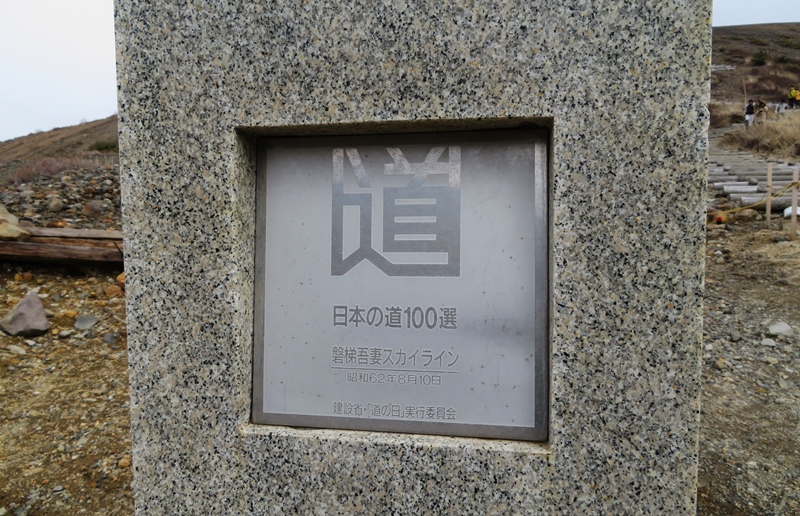 道
日本の道100選
磐梯吾妻スカイライン
昭和62年8月10日
建設省・「道の日」実行委員会